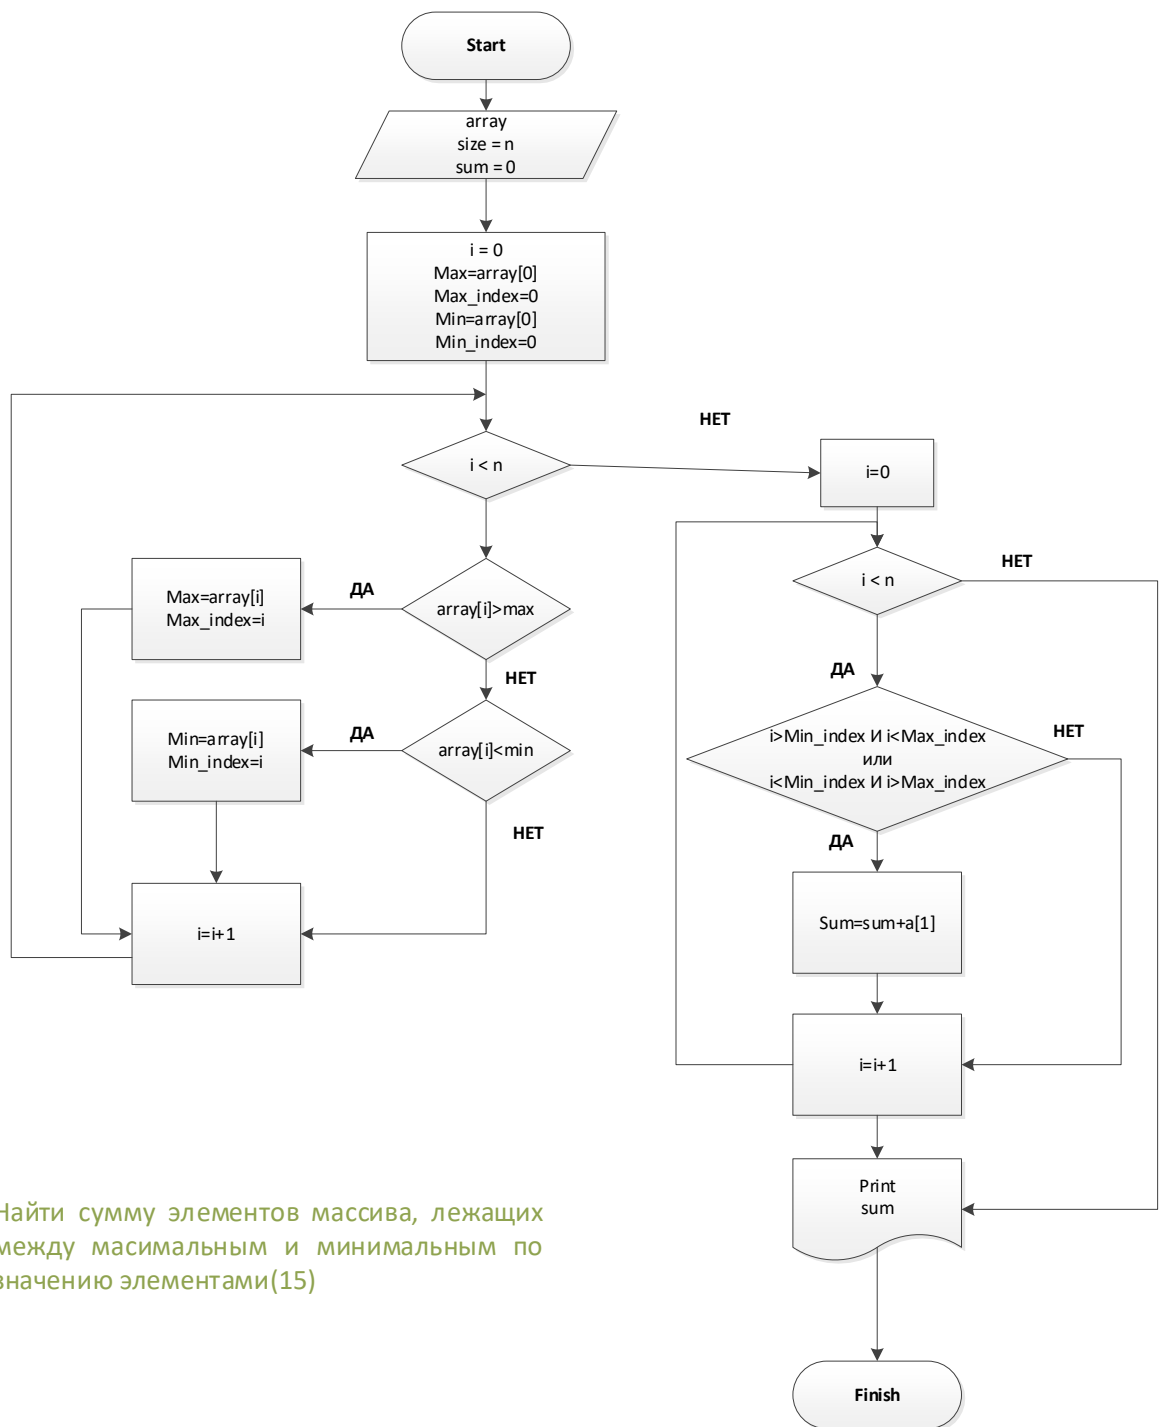 Start
array
size = n
sum = 0
i = 0
Max=array[0]
Max_index=0
Min=array[0]
Min_index=0
i < n
НЕТ
array[i]>max
ДА
Max=array[i]
Max_index=i
НЕТ
array[i]<min
ДА
Min=array[i]
Min_index=i
НЕТ
i=i+1
i=0
i < n
НЕТ
ДА
i>Min_index И i<Max_index
или
i<Min_index И i>Max_index
НЕТ
ДА
Sum=sum+a[1]
i=i+1
Print
sum
Finish
Найти сумму элементов массива, лежащих
между масимальным и минимальным по
значению элементами(15)